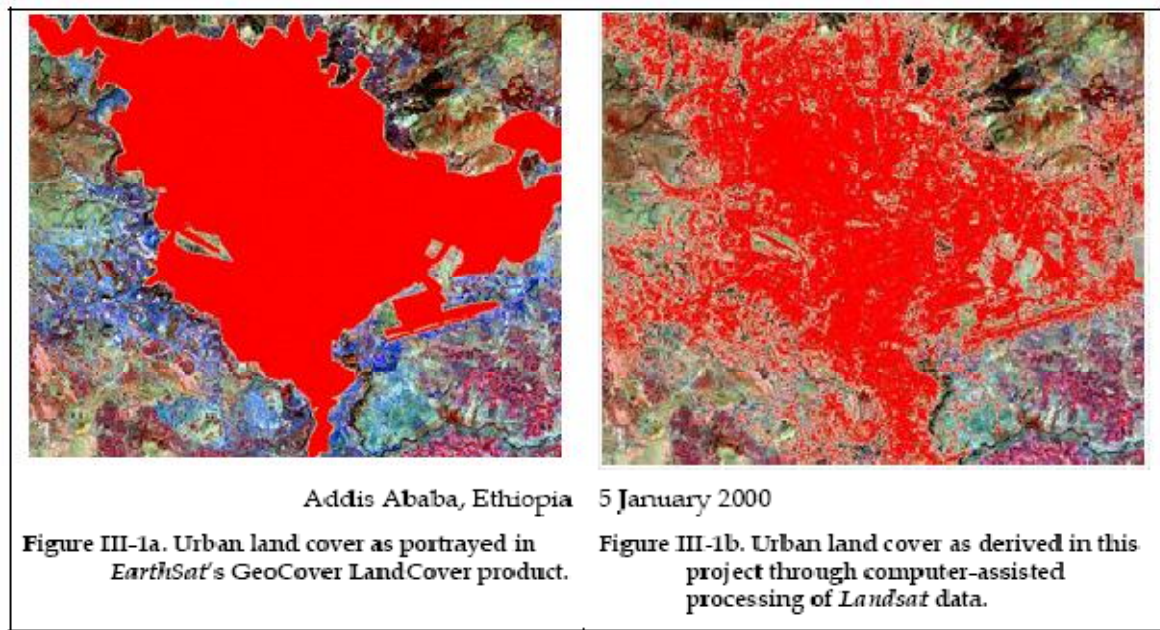 Addis Ababa, Ethiopia 5 January 2000
Figure III-1a. Urban land cover as portrayed in
EarthSat's GeoCover LandCover product.
Figure III-1b. Urban land cover as derived in this
project through computer-assisted
processing of Landsat data.